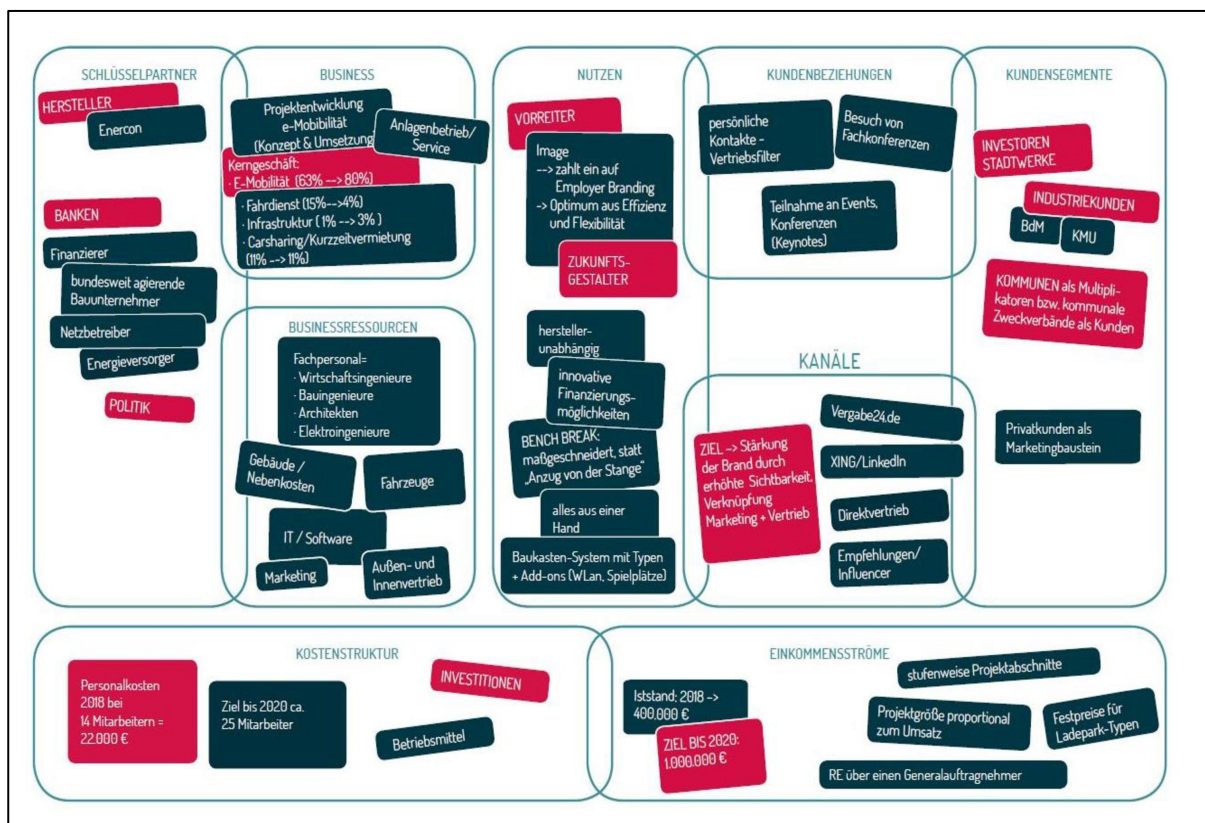 SCHLÜSSELPARTNER
HERSTELLER
Enercon
BANKEN
Finanzierer
bundesweit agierende
Bauunternehmer
Netzbetreiber
Energieversorger
POLITIK
BUSINESS
Projektentwicklung
e-Mobibilität
(Konzept & Umsetzung)
Anlagenbetrieb/
Service
Kerngeschäft:
· E-Mobilität (63% --> 80%)
· Fahrdienst (15%-->4%)
· Infrastruktur ( 1% --> 3% )
· Carsharing/Kurzzeitvermietung
(11% --> 11%)
BUSINESSRESSOURCEN
Fachpersonal=
· Wirtschaftsingenieure
· Bauingenieure
· Architekten
· Elektroingenieure
Gebäude /
Nebenkosten
Fahrzeuge
IT / Software
Marketing
Außen- und
Innenvertrieb
NUTZEN
VORREITER
Image
--> zahlt ein auf
Employer Branding
-> Optimum aus Effizienz
und Flexibilität
ZUKUNFTS-
GESTALTER
hersteller-
unabhängig
innovative
Finanzierungs-
möglichkeiten
BENCH BREAK:
maßgeschneidert, statt
„Anzug von der Stange“
alles aus einer
Hand
Baukasten-System mit Typen
+ Add-ons (WLan, Spielplätze)
KUNDENBEZIEHUNGEN
persönliche
Kontakte -
Vertriebsfilter
Besuch von
Fachkonferenzen
Teilnahme an Events,
Konferenzen
(Keynotes)
KANÄLE
ZIEL -> Stärkung
der Brand durch
erhöhte Sichtbarkeit,
Verknüpfung
Marketing + Vertrieb
Vergabe24.de
XING/LinkedIn
Direktvertrieb
Empfehlungen/
Influencer
KUNDENSEGMENTE
INVESTOREN
STADTWERKE
INDUSTRIEKUNDEN
BdM
KMU
KOMMUNEN als Multipli-
katoren bzw. kommunale
Zweckverbände als Kunden
Privatkunden als
Marketingbaustein
KOSTENSTRUKTUR
Personalkosten
2018 bei
14 Mitarbeitern =
22.000 €
Ziel bis 2020 ca.
25 Mitarbeiter
INVESTITIONEN
Betriebsmittel
EINKOMMENSSTRÖME
Iststand: 2018 ->
400.000 €
ZIEL BIS 2020:
1.000.000 €
stufenweise Projektabschnitte
Projektgröße proportional
zum Umsatz
Festpreise für
Ladepark-Typen
RE über einen Generalauftragnehmer